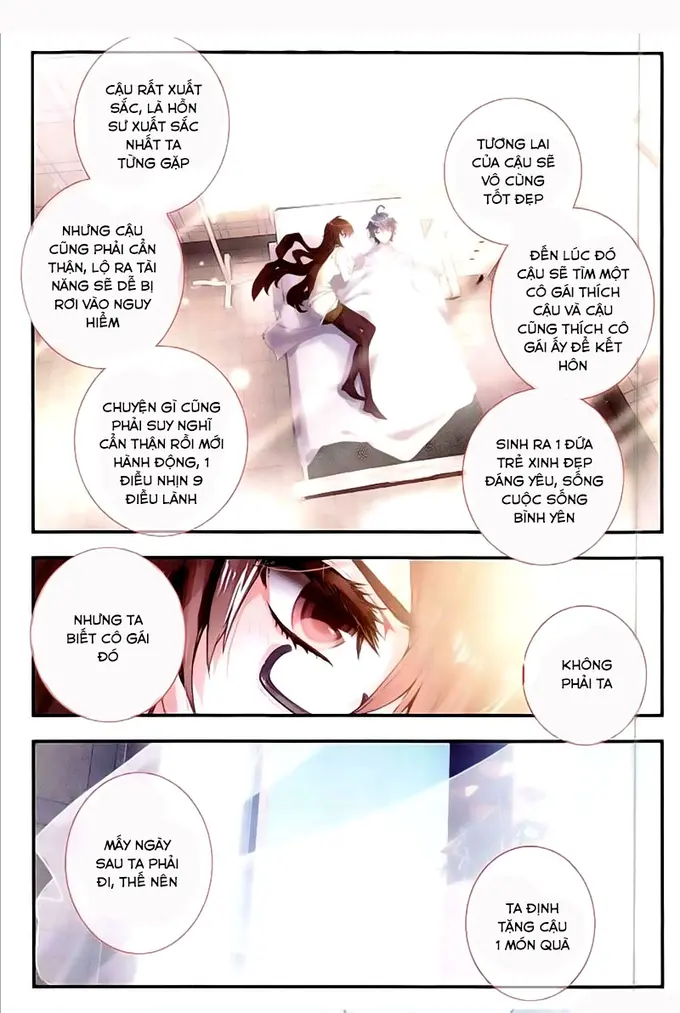 CẬU RẤT XUẤT
SẮC, LÀ HỒN
SƯ XUẤT SẮC
NHẤT TA
TỪNG GẶP
NHƯNG CẬU
CŨNG PHẢI CẨN
THẬN, LỘ RA TÀI
NĂNG SẼ DỄ BỊ
RƠI VÀO NGUY
HIỂM
CHUYỆN GÌ CŨNG
PHẢI SUY NGHĨ
CẨN THẬN RỒI MỚI
HÀNH ĐỘNG, 1
ĐIỀU NHỊN 9
ĐIỀU LÀNH
TƯƠNG LAI
CỦA CẬU SẼ
VÔ CÙNG
TỐT ĐẸP
ĐẾN LÚC ĐÓ
CẬU SẼ TÌM MỘT
CÔ GÁI THÍCH
CẬU VÀ CẬU
CŨNG THÍCH CÔ
GÁI ẤY ĐỂ KẾT
HÔN
SINH RA 1 ĐỨA
TRẺ XINH ĐẸP
ĐÁNG YÊU, SỐNG
CUỘC SỐNG
BÌNH YÊN
NHƯNG TA
BIẾT CÔ GÁI
ĐÓ
KHÔNG
PHẢI TA
MẤY NGÀY
SAU TA PHẢI
ĐI, THẾ NÊN
TA ĐỊNH
TẶNG CẬU
1 MÓN QUÀ